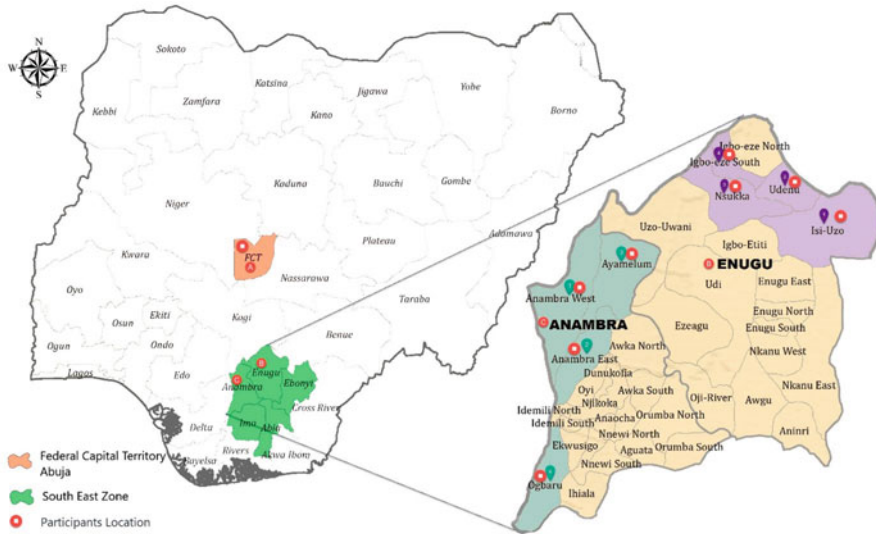 N
W E
S
Sokoto
Katsina
Jigawa
Yobe
Kebbi
Zamfara
Kano
Borno
Kaduna
Bauchi
Gombe
Niger
Adamawa
FCT
A
Plateau
Kwara
Nassarawa
Oyo
Taraba
Ekiti
Kogi
Osun
Benue
Ogun
Ondo
Lagos
Edo
B
Enugu
C
Anambra
Ebonyi
Cross River
Delta
Imo
Abia
Rivers
Bayelsa
Akwa Ibom
Federal Capital Territory
Abuja
South East Zone
Participants Location
Igbo-eze North
Igbo-eze South
Udenu
Nsukka
Isi-Uzo
Uzo-Uwani
Igbo-Etiti
Ayamelum
ENUGU
Enugu East
Udi
Anambra West
Enugu North
ANAMBRA
Ezeagu
Enugu South
Awka North
Nkanu West
Anambra East
Dunukofia
Oyi
Awka South
Nkanu East
Njikoka
Oji-River
Awgu
Idemili North
Anaocha
Orumba North
Idemili South
Nnewi North
Aninri
Ekwusigo
Aguata
Orumba South
Nnewi South
Ogbaru
Ihiala